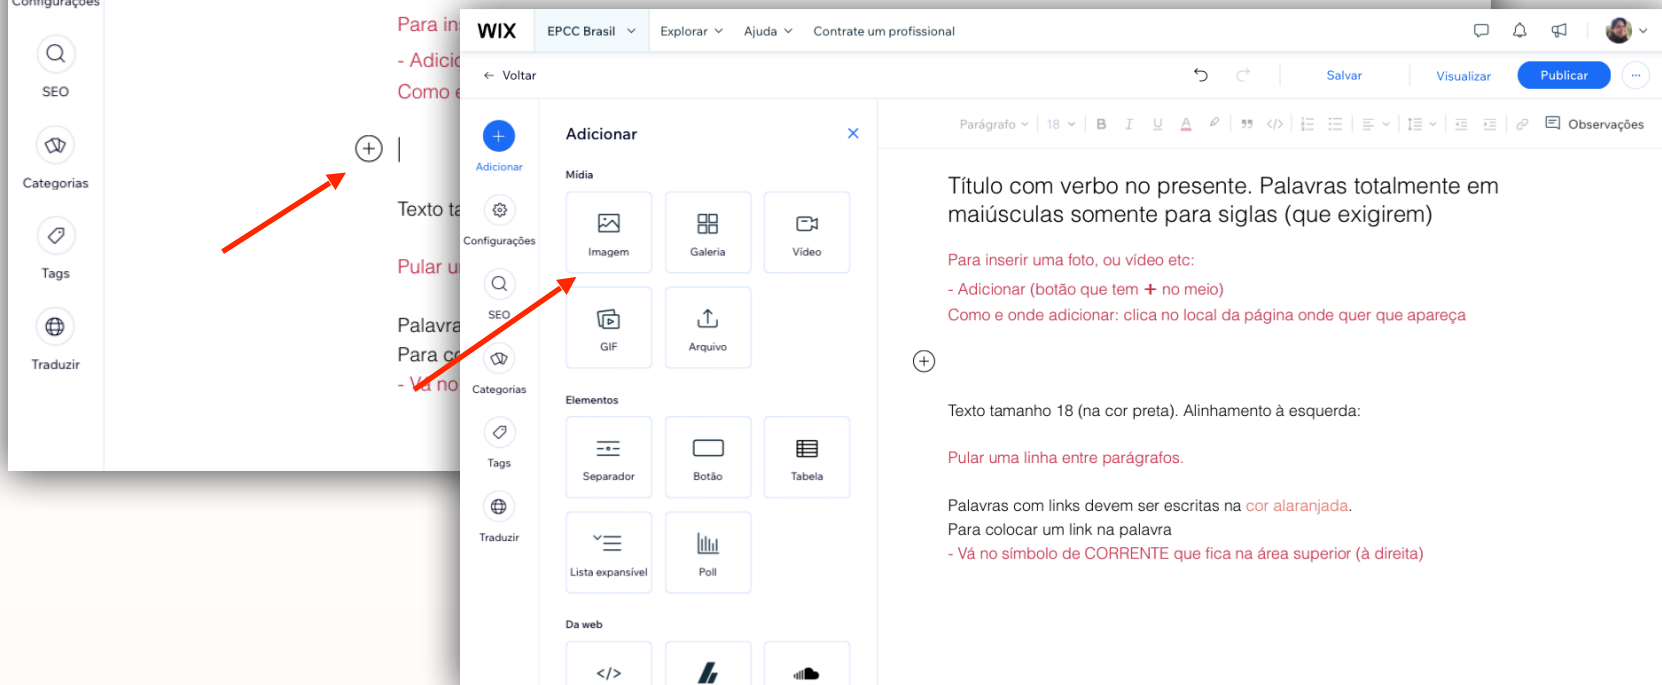 Configurações
SEO
Categorias
Tags
Traduzir
Para in
- Adicio
Como e
Texto ta
Pular u
Palavra
Para co
- Vá no
WIX
EPCC Brasil
Explorar
Ajuda
Contrate um profissional
← Voltar
Salvar
Visualizar
Publicar
...
Parágrafo
18
B I U A
Observações
Adicionar
Configurações
SEO
Categorias
Tags
Traduzir
Adicionar
Mídia
Imagem
Galeria
Vídeo
GIF
Arquivo
Elementos
Separador
Botão
Tabela
Lista expansível
Poll
Da web
</>
Título com verbo no presente. Palavras totalmente em
maiúsculas somente para siglas (que exigirem)
Para inserir uma foto, ou vídeo etc:
- Adicionar (botão que tem + no meio)
Como e onde adicionar: clica no local da página onde quer que apareça
Texto tamanho 18 (na cor preta). Alinhamento à esquerda:
Pular uma linha entre parágrafos.
Palavras com links devem ser escritas na cor alaranjada.
Para colocar um link na palavra
- Vá no símbolo de CORRENTE que fica na área superior (à direita)